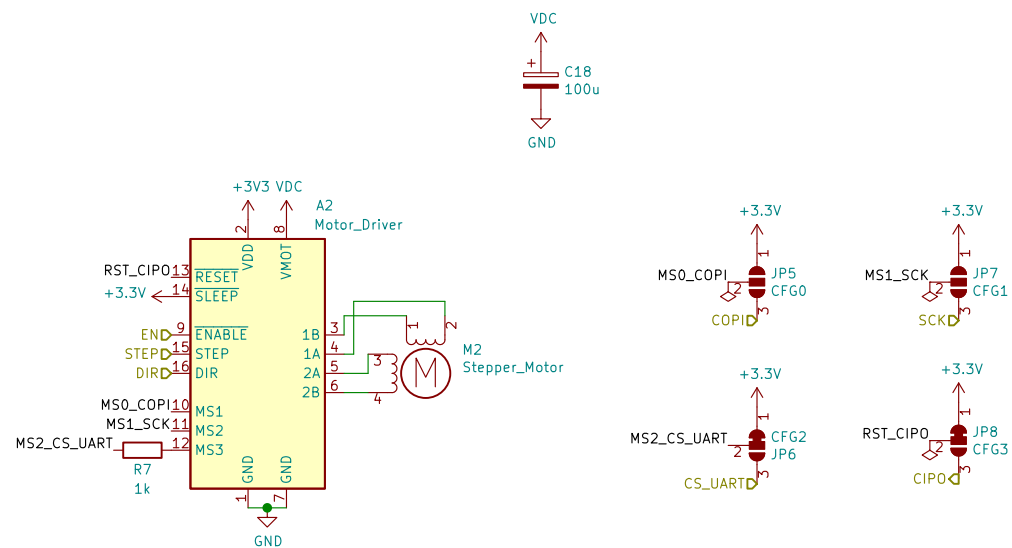 VDC
+
C18
100u
GND
+3V3 VDC
A2
Motor_Driver
2
8
VDD
VMOT
RST_CIPO 13 RESET
+3.3V 14 SLEEP
EN 9 ENABLE
STEP 15 STEP
DIR 16 DIR
MS0_COPI 10 MS1
MS1_SCK 11 MS2
MS2_CS_UART 12 MS3
R7
1k
1B 3
1A 4
2A 5
2B 6
1
2
3
4
M
M2
Stepper_Motor
GND
GND
1
7
GND
+3.3V
1
MS0_COPI
2
JP5
CFG0
3
COPI
+3.3V
1
MS1_SCK
2
JP7
CFG1
3
SCK
+3.3V
1
MS2_CS_UART
2
CFG2
JP6
3
CS_UART
+3.3V
1
RST_CIPO
2
JP8
CFG3
3
CIPO